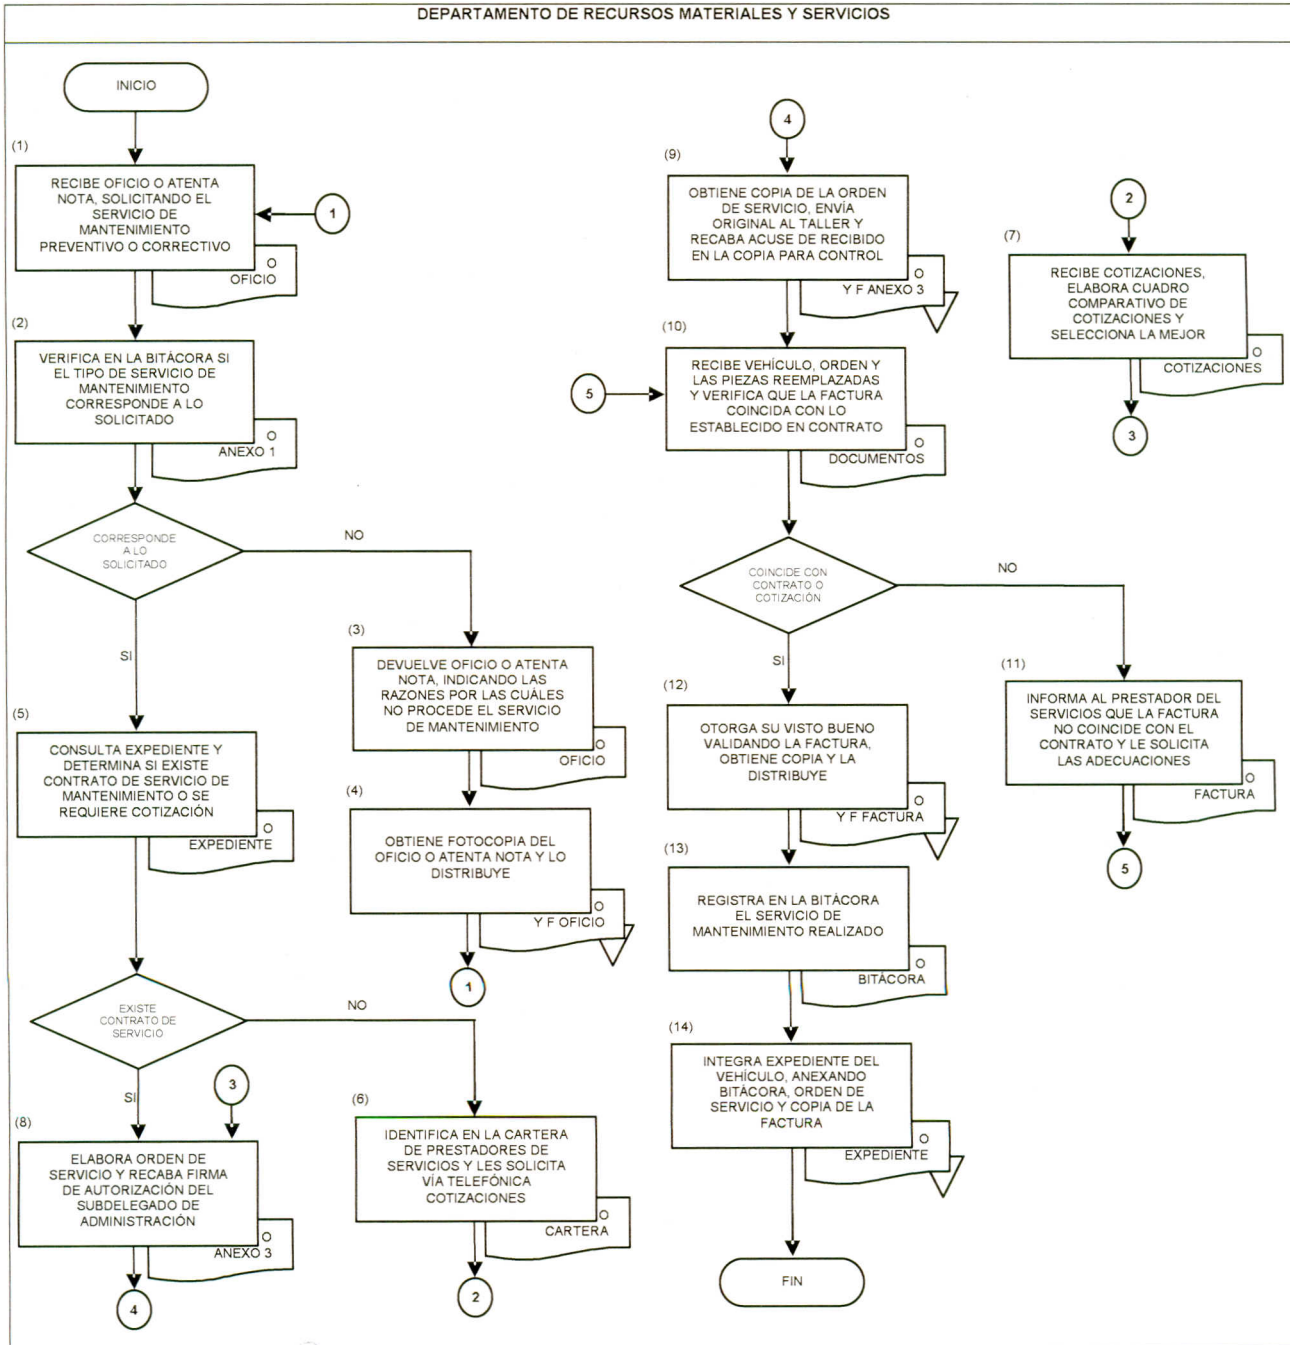 DEPARTAMENTO DE RECURSOS MATERIALES Y SERVICIOS
INICIO
(1)
RECIBE OFICIO O ATENTA
NOTA, SOLICITANDO EL
SERVICIO DE
MANTENIMIENTO
PREVENTIVO O CORRECTIVO
1
O
OFICIO
(2)
VERIFICA EN LA BITÁCORA SI
EL TIPO DE SERVICIO DE
MANTENIMIENTO
CORRESPONDE A LO
SOLICITADO
O
ANEXO 1
CORRESPONDE
A LO
SOLICITADO
NO
SI
(3)
DEVUELVE OFICIO O ATENTA
NOTA, INDICANDO LAS
RAZONES POR LAS CUÁLES
NO PROCEDE EL SERVICIO
DE MANTENIMIENTO
O
OFICIO
(4)
OBTIENE FOTOCOPIA DEL
OFICIO O ATENTA NOTA Y LO
DISTRIBUYE
O
Y F OFICIO
1
(5)
CONSULTA EXPEDIENTE Y
DETERMINA SI EXISTE
CONTRATO DE SERVICIO DE
MANTENIMIENTO O SE
REQUIERE COTIZACIÓN
O
EXPEDIENTE
EXISTE
CONTRATO DE
SERVICIO
NO
SI
3
(6)
IDENTIFICA EN LA CARTERA
DE PRESTADORES DE
SERVICIOS Y LES SOLICITA
VÍA TELEFÓNICA
COTIZACIONES
O
CARTERA
2
(8)
ELABORA ORDEN DE
SERVICIO Y RECABA FIRMA
DE AUTORIZACIÓN DEL
SUBDELEGADO DE
ADMINISTRACIÓN
O
ANEXO 3
4
4
(9)
OBTIENE COPIA DE LA ORDEN
DE SERVICIO, ENVÍA
ORIGINAL AL TALLER Y
RECABA ACUSE DE RECIBIDO
EN LA COPIA PARA CONTROL
O
Y F ANEXO 3
(10)
RECIBE VEHÍCULO, ORDEN Y
LAS PIEZAS REEMPLAZADAS
Y VERIFICA QUE LA FACTURA
COINCIDA CON LO
ESTABLECIDO EN CONTRATO
5
O
DOCUMENTOS
COINCIDE CON
CONTRATO O
COTIZACIÓN
NO
SI
(12)
OTORGA SU VISTO BUENO
VALIDANDO LA FACTURA,
OBTIENE COPIA Y LA
DISTRIBUYE
O
Y F FACTURA
(13)
REGISTRA EN LA BITÁCORA
EL SERVICIO DE
MANTENIMIENTO REALIZADO
O
BITÁCORA
(14)
INTEGRA EXPEDIENTE DEL
VEHÍCULO, ANEXANDO
BITÁCORA, ORDEN DE
SERVICIO Y COPIA DE LA
FACTURA
O
EXPEDIENTE
FIN
2
(7)
RECIBE COTIZACIONES,
ELABORA CUADRO
COMPARATIVO DE
COTIZACIONES Y
SELECCIONA LA MEJOR
O
COTIZACIONES
3
(11)
INFORMA AL PRESTADOR DEL
SERVICIOS QUE LA FACTURA
NO COINCIDE CON EL
CONTRATO Y LE SOLICITA
LAS ADECUACIONES
O
FACTURA
5